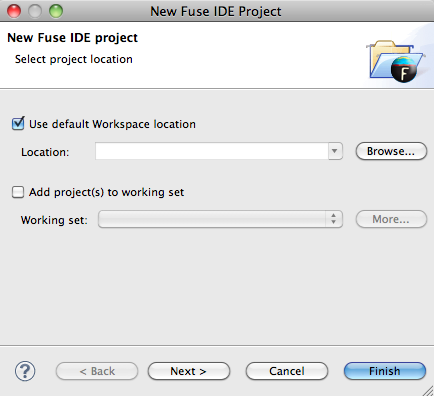 New Fuse IDE Project
New Fuse IDE project
Select project location
F
Use default Workspace location
Location:
Browse...
Add project(s) to working set
Working set:
More...
?
< Back
Next >
Cancel
Finish